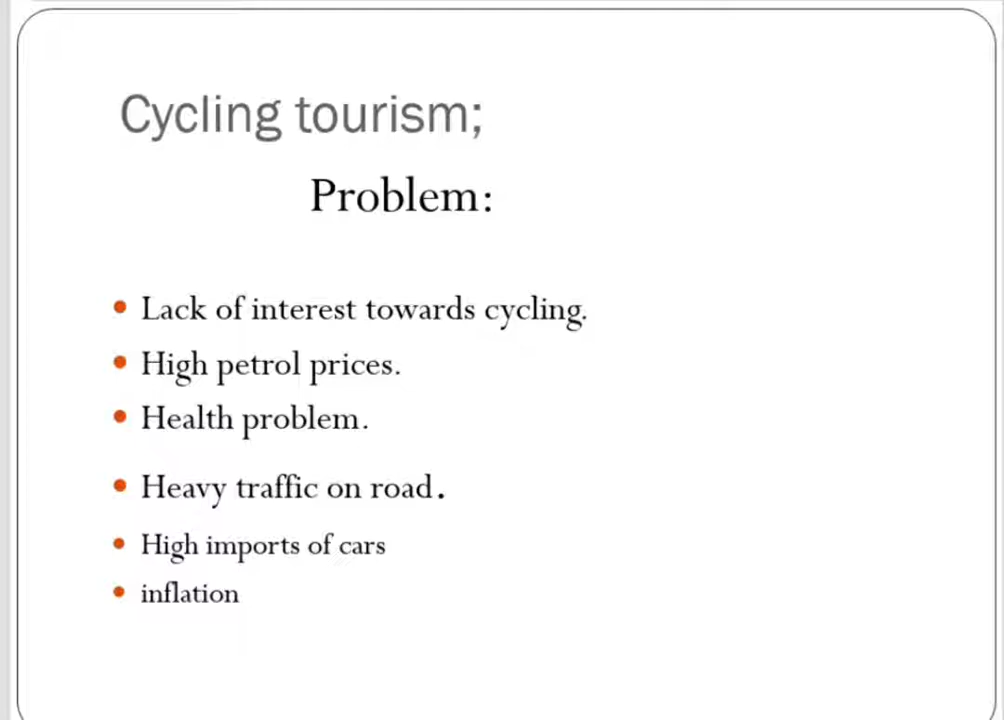 Cycling tourism;
Problem:
• Lack of interest towards cycling.
• High petrol prices.
• Health problem.
• Heavy traffic on road.
• High imports of cars
• inflation